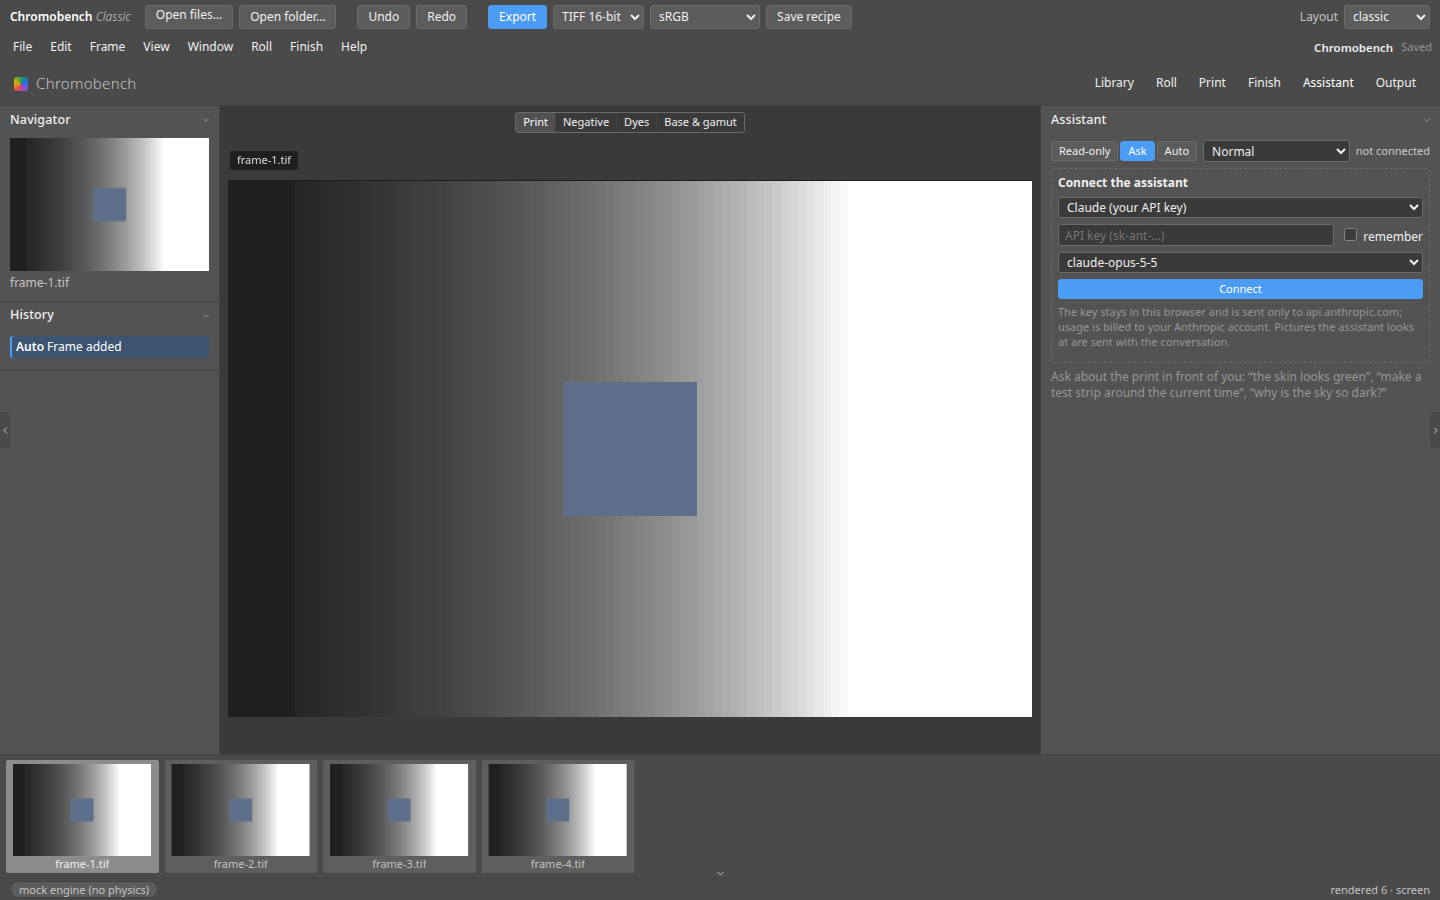 Chromobench Classic Open files... Open folder... Undo Redo Export TIFF 16-bit sRGB Save recipe Layout classic
File Edit Frame View Window Roll Finish Help Chromobench Saved
Chromobench Library Roll Print Finish Assistant Output
Navigator
frame-1.tif
History
Auto Frame added
Print Negative Dyes Base & gamut
frame-1.tif
Assistant
Read-only Ask Auto Normal not connected
Connect the assistant
Claude (your API key)
API key (sk-ant-...) remember
claude-opus-5-5
Connect
The key stays in this browser and is sent only to api.anthropic.com;
usage is billed to your Anthropic account. Pictures the assistant looks
at are sent with the conversation.
Ask about the print in front of you: “the skin looks green”, “make a
test strip around the current time”, “why is the sky so dark?”
frame-1.tif frame-2.tif frame-3.tif frame-4.tif
mock engine (no physics) rendered 6 · screen